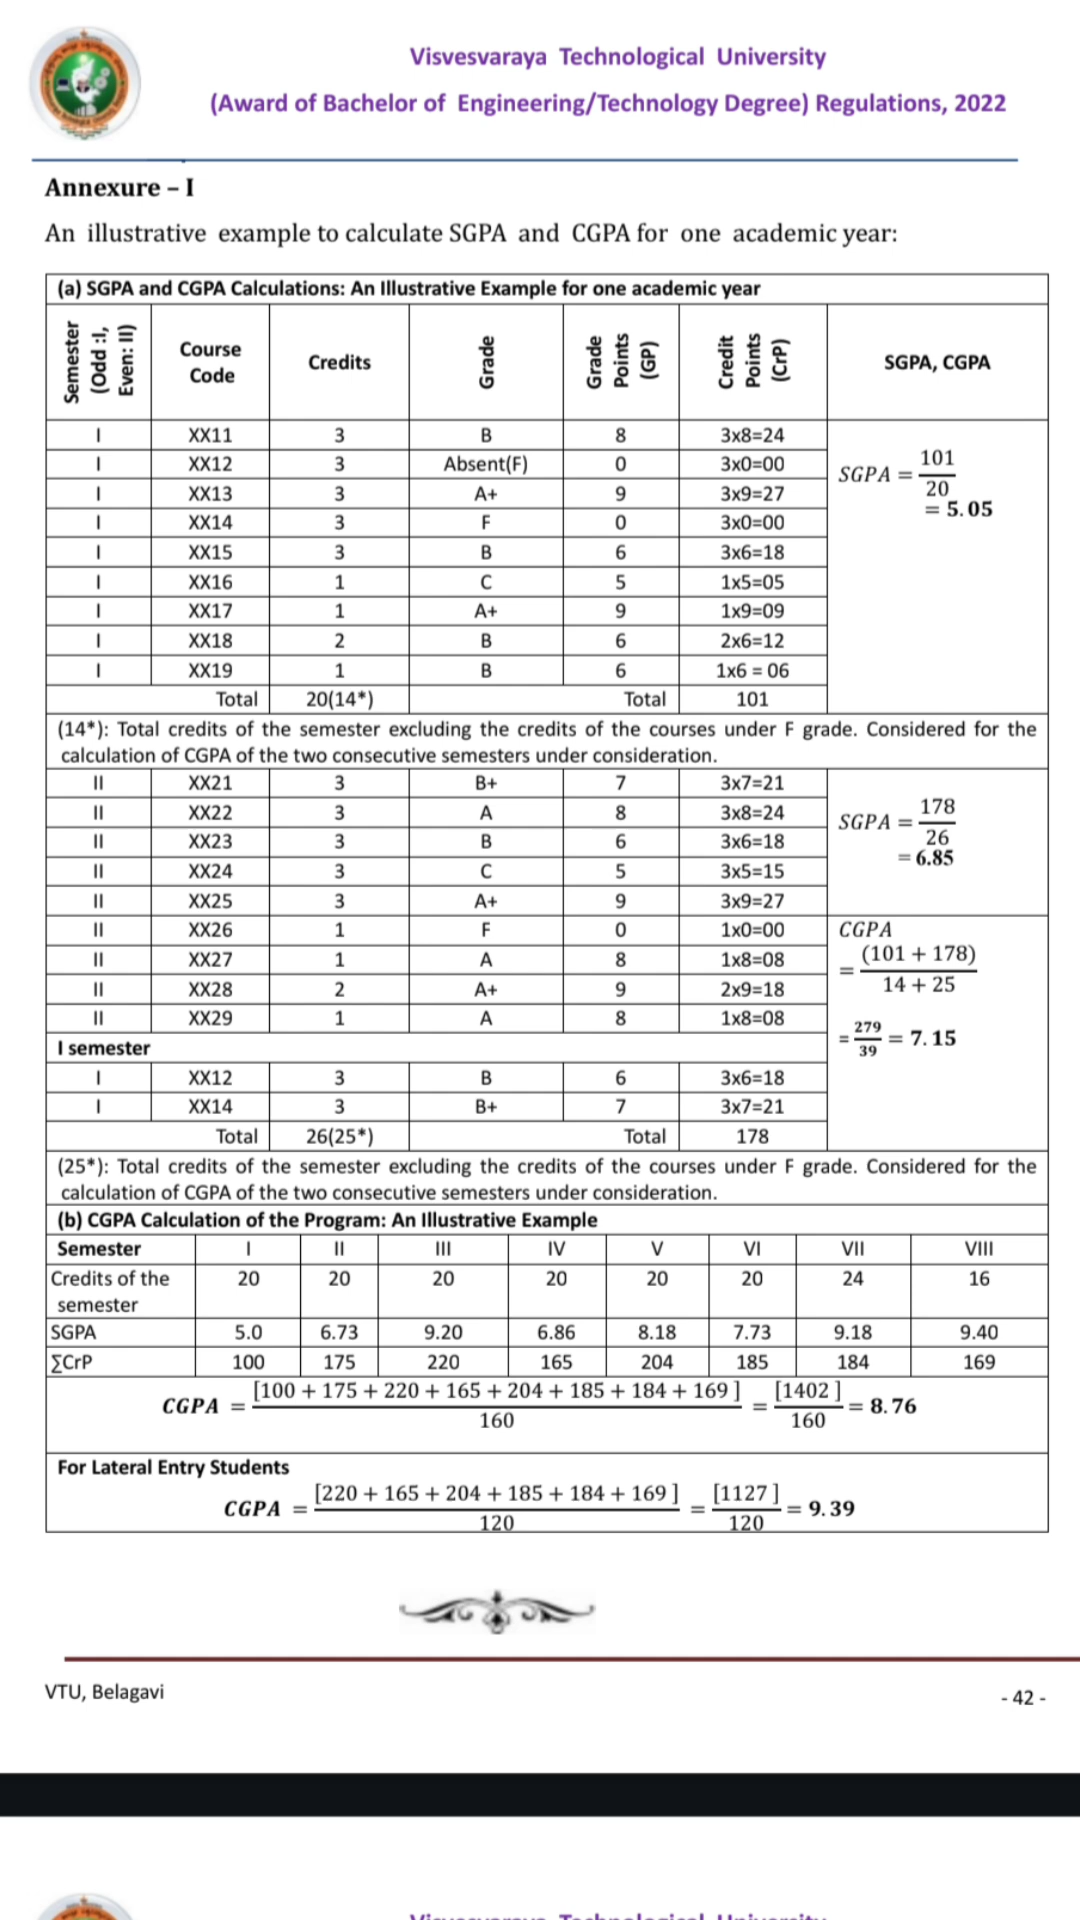 Visvesvaraya Technological University
(Award of Bachelor of Engineering/Technology Degree) Regulations, 2022
Annexure – I
An illustrative example to calculate SGPA and CGPA for one academic year:
(a) SGPA and CGPA Calculations: An Illustrative Example for one academic year
Semester (Odd :I, Even: II) Course Code Credits Grade Grade Points (GP) Credit Points (CrP) SGPA, CGPA
I XX11 3 B 8 3x8=24
I XX12 3 Absent(F) 0 3x0=00
I XX13 3 A+ 9 3x9=27
I XX14 3 F 0 3x0=00
I XX15 3 B 6 3x6=18
I XX16 1 C 5 1x5=05
I XX17 1 A+ 9 1x9=09
I XX18 2 B 6 2x6=12
I XX19 1 B 6 1x6 = 06
Total 20(14*) Total 101
SGPA = 101
20
= 5.05
(14*): Total credits of the semester excluding the credits of the courses under F grade. Considered for the
calculation of CGPA of the two consecutive semesters under consideration.
II XX21 3 B+ 7 3x7=21
II XX22 3 A 8 3x8=24
II XX23 3 B 6 3x6=18
II XX24 3 C 5 3x5=15
II XX25 3 A+ 9 3x9=27
II XX26 1 F 0 1x0=00
II XX27 1 A 8 1x8=08
II XX28 2 A+ 9 2x9=18
II XX29 1 A 8 1x8=08
I semester
I XX12 3 B 6 3x6=18
I XX14 3 B+ 7 3x7=21
Total 26(25*) Total 178
SGPA = 178
26
= 6.85
CGPA
= (101 + 178)
14 + 25
= 279
39 = 7.15
(25*): Total credits of the semester excluding the credits of the courses under F grade. Considered for the
calculation of CGPA of the two consecutive semesters under consideration.
(b) CGPA Calculation of the Program: An Illustrative Example
Semester I II III IV V VI VII VIII
Credits of the semester 20 20 20 20 20 20 24 16
SGPA 5.0 6.73 9.20 6.86 8.18 7.73 9.18 9.40
∑CrP 100 175 220 165 204 185 184 169
CGPA = [100 + 175 + 220 + 165 + 204 + 185 + 184 + 169 ] = [1402 ] = 8.76
160 160
For Lateral Entry Students
CGPA = [220 + 165 + 204 + 185 + 184 + 169 ] = [1127 ] = 9.39
120 120
VTU, Belagavi
- 42 -
Visvesvaraya Technological University